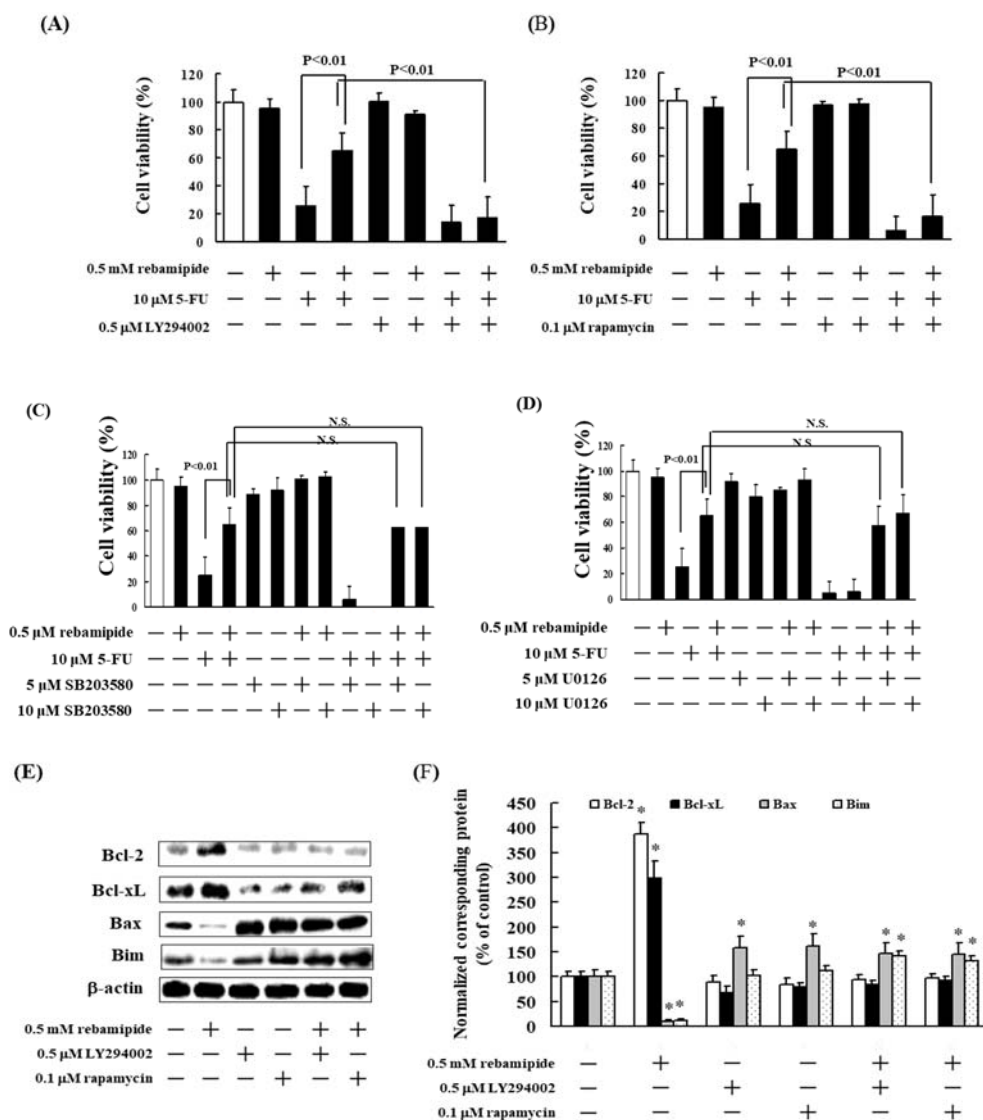 (A)
Cell viability (%)
120
100
80
60
40
20
0
P<0.01
P<0.01
0.5 mM rebamipide — + — + — + — +
10 μM 5-FU — — + + — — + +
0.5 μM LY294002 — — — — + + + +
(B)
Cell viability (%)
120
100
80
60
40
20
0
P<0.01
P<0.01
0.5 mM rebamipide — + — + — + — +
10 μM 5-FU — — + + — — + +
0.1 μM rapamycin — — — — + + + +
(C)
Cell viability (%)
120
100
80
60
40
20
0
P<0.01
N.S.
N.S.
0.5 μM rebamipide — + — + — — + + — — + +
10 μM 5-FU — — + + — — — — + + + +
5 μM SB203580 — — — — + — + — + — + —
10 μM SB203580 — — — — — + — + — + — +
(D)
Cell viability (%)
120
100
80
60
40
20
0
P<0.01
N.S.
N.S.
0.5 μM rebamipide — + — + — — + + — — + +
10 μM 5-FU — — + + — — — — + + + +
5 μM U0126 — — — — + — + — + — + —
10 μM U0126 — — — — — + — + — + — +
(E)
Bcl-2
Bcl-xL
Bax
Bim
β-actin
0.5 mM rebamipide — + — — + +
0.5 μM LY294002 — — + — + —
0.1 μM rapamycin — — — + — +
(F)
Normalized corresponding protein
(% of control)
450
400
350
300
250
200
150
100
50
0
Bcl-2 Bcl-xL Bax Bim
* * * * * * * * * *
0.5 mM rebamipide — + — — + +
0.5 μM LY294002 — — + — + —
0.1 μM rapamycin — — — + — +